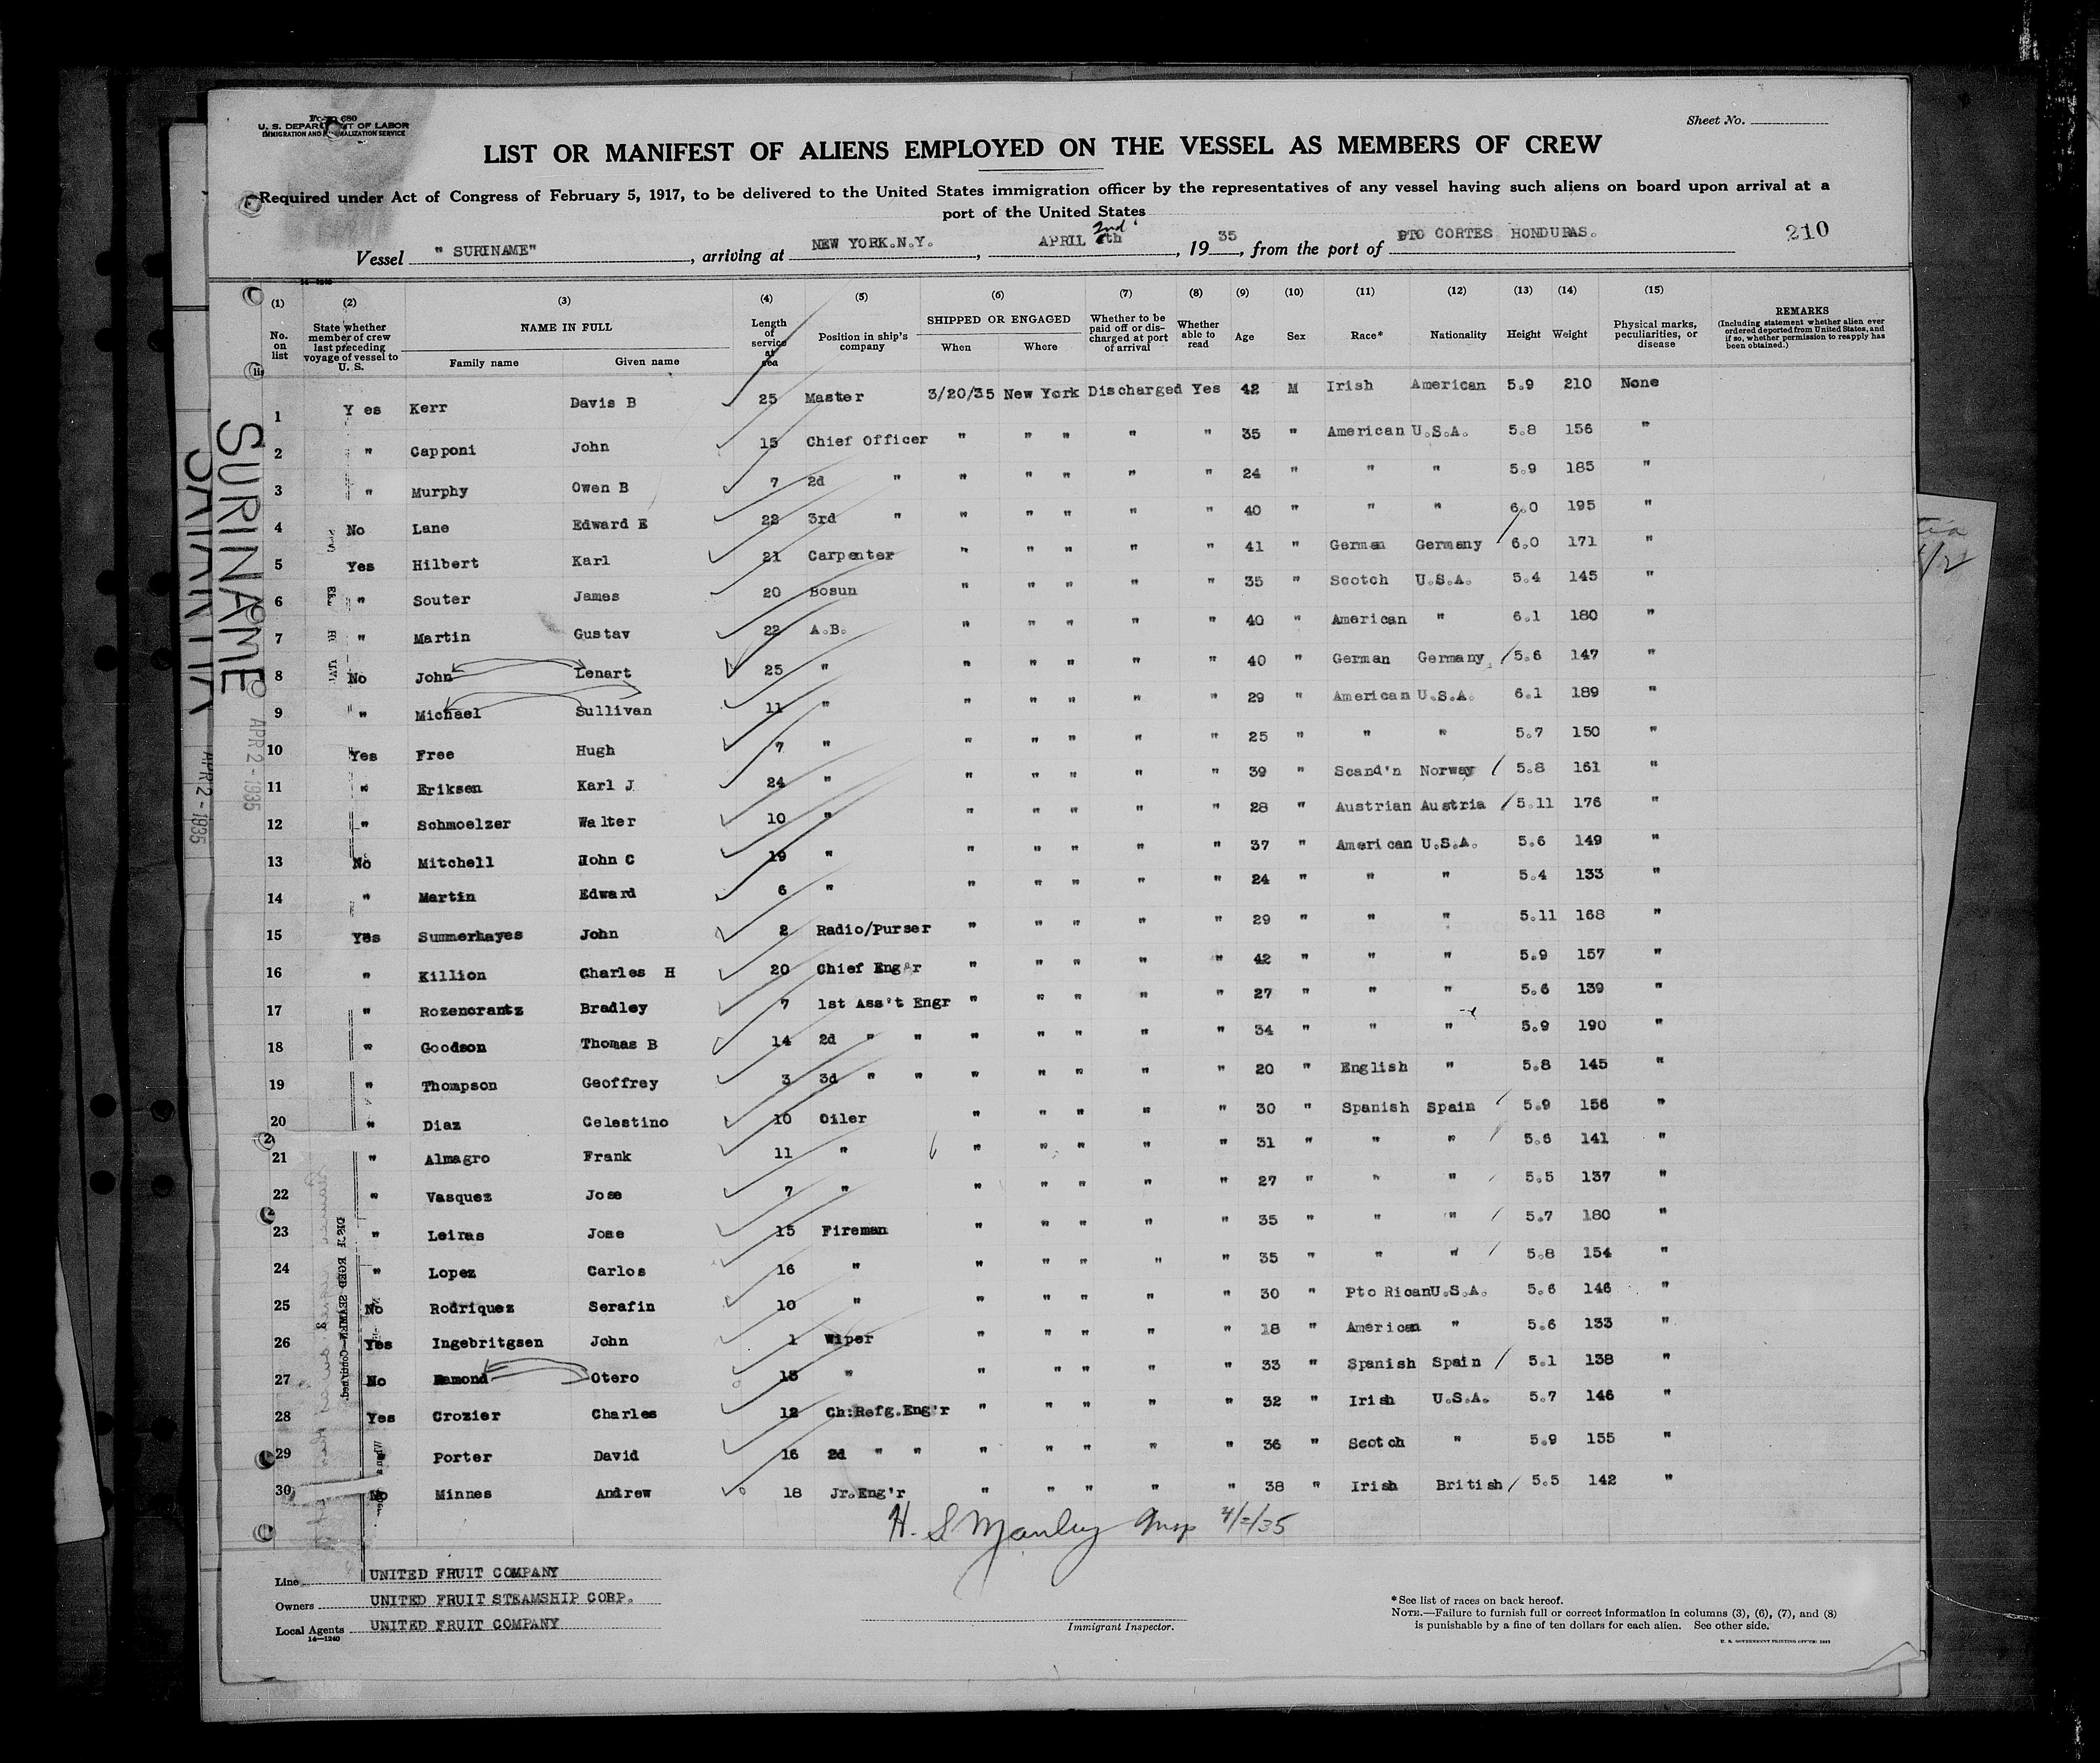 Form 680
U. S. DEPARTMENT OF LABOR
IMMIGRATION AND NATURALIZATION SERVICE
Sheet No.
LIST OR MANIFEST OF ALIENS EMPLOYED ON THE VESSEL AS MEMBERS OF CREW
Required under Act of Congress of February 5, 1917, to be delivered to the United States immigration officer by the representatives of any vessel having such aliens on board upon arrival at a
port of the United States
Vessel " SURINAME" , arriving at NEW YORK.N.Y. , APRIL 2nd , 19 35 , from the port of PTO CORTES HONDURAS. 210
(1) (2) (3) (4) (5) (6) (7) (8) (9) (10) (11) (12) (13) (14) (15)
No. on list State whether member of crew last preceding voyage of vessel to U. S. NAME IN FULL Family name Given name Length of service at sea Position in ship's company SHIPPED OR ENGAGED When Where Whether to be paid off or discharged at port of arrival Whether able to read Age Sex Race* Nationality Height Weight Physical marks, peculiarities, or disease REMARKS (Including statement whether alien ever ordered deported from United States, and if so, whether permission to reapply has been obtained.)
1 Yes Kerr Davis B 25 Master 3/20/35 New York Discharged Yes 42 M Irish American 5.9 210 None
2 " Capponi John 15 Chief Officer " " " " " 35 " American U.S.A. 5.8 156 "
3 " Murphy Owen B 7 2d " " " " " " 24 " " " 5.9 185 "
4 No Lane Edward E 22 3rd " " " " " " 40 " " " 6.0 195 "
5 Yes Hilbert Karl 21 Carpenter " " " " " 41 " German Germany 6.0 171 "
6 " Souter James 20 Bosun " " " " " 35 " Scotch U.S.A. 5.4 145 "
7 " Martin Gustav 22 A.B. " " " " " 40 " American " 6.1 180 "
8 No John Lenart 25 " " " " " " 40 " German Germany 5.6 147 "
9 " Michael Sullivan 11 " " " " " " 29 " American U.S.A. 6.1 189 "
10 Yes Free Hugh 7 " " " " " " 25 " " " 5.7 150 "
11 " Eriksen Karl J 24 " " " " " " 39 " Scand'n Norway 5.8 161 "
12 " Schmoelzer Walter 10 " " " " " " 28 " Austrian Austria 5.11 176 "
13 No Mitchell John C 19 " " " " " " 37 " American U.S.A. 5.6 149 "
14 " Martin Edward 6 " " " " " " 24 " " " 5.4 133 "
15 Yes Summerhayes John 2 Radio/Purser " " " " " 29 " " " 5.11 168 "
16 " Killion Charles H 20 Chief Eng'r " " " " " 42 " " " 5.9 157 "
17 " Rozencrantz Bradley 7 1st Ass't Engr " " " " " 27 " " " 5.6 139 "
18 " Goodson Thomas B 14 2d " " " " " " " 34 " " " 5.9 190 "
19 " Thompson Geoffrey 3 3d " " " " " " " 20 " English " 5.8 145 "
20 " Diaz Celestino 10 Oiler " " " " " 30 " Spanish Spain 5.9 156 "
21 " Almagro Frank 11 " " " " " " 31 " " " 5.6 141 "
22 " Vasquez Jose 7 " " " " " " 27 " " " 5.5 137 "
23 " Leiras Jose 15 Fireman " " " " " 35 " " " 5.7 180 "
24 " Lopez Carlos 16 " " " " " " 35 " " " 5.8 154 "
25 No Rodriquez Serafin 10 " " " " " " 30 " Pto Rican U.S.A. 5.6 146 "
26 Yes Ingebritgsen John 1 Wiper " " " " " 18 " American " 5.6 133 "
27 No Ramond Otero 15 " " " " " " 33 " Spanish Spain 5.1 138 "
28 Yes Crozier Charles 12 Ch:Refg.Eng'r " " " " " 32 " Irish U.S.A. 5.7 146 "
29 Porter David 16 2d " " " " " " " 36 " Scotch " 5.9 155 "
30 No Minnes Andrew 18 Jr.Eng'r " " " " " 38 " Irish British 5.5 142 "
H. S Manley Insp 4/2/35
Line UNITED FRUIT COMPANY
Owners UNITED FRUIT STEAMSHIP CORP.
Local Agents UNITED FRUIT COMPANY
14—1240
Immigrant Inspector.
*See list of races on back hereof.
NOTE.—Failure to furnish full or correct information in columns (3), (6), (7), and (8)
is punishable by a fine of ten dollars for each alien. See other side.
SURINAME
APR 2 - 1935
APR 2 - 1935